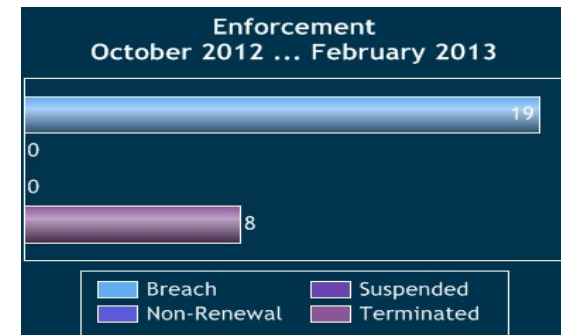 Enforcement
October 2012 ... February 2013
19
0
0
8
Breach Suspended
Non-Renewal Terminated